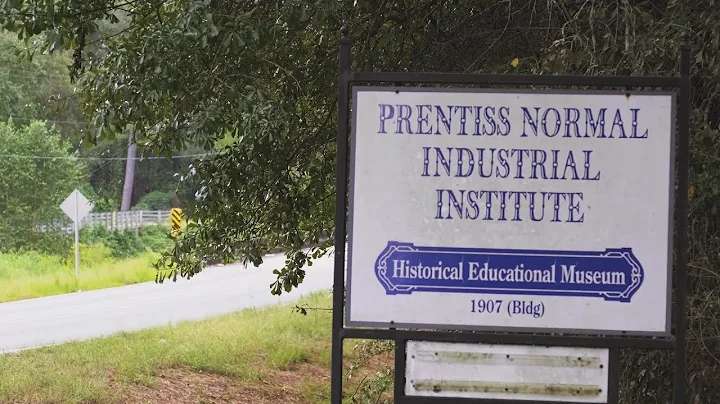 PRENTISS NORMAL
INDUSTRIAL
INSTITUTE
Historical Educational Museum
1907 (Bldg)